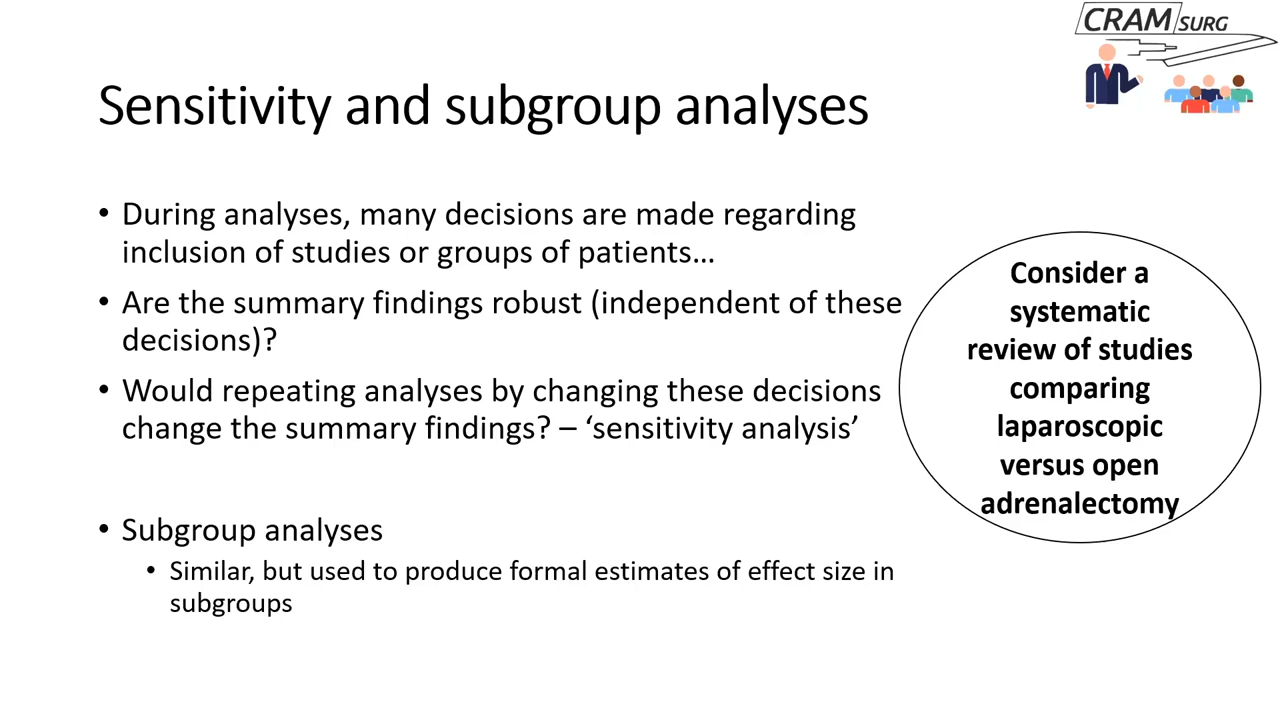 CRAM SURG
Sensitivity and subgroup analyses
• During analyses, many decisions are made regarding
inclusion of studies or groups of patients…
• Are the summary findings robust (independent of these
decisions)?
• Would repeating analyses by changing these decisions
change the summary findings? – ‘sensitivity analysis’
• Subgroup analyses
• Similar, but used to produce formal estimates of effect size in
subgroups
Consider a
systematic
review of studies
comparing
laparoscopic
versus open
adrenalectomy